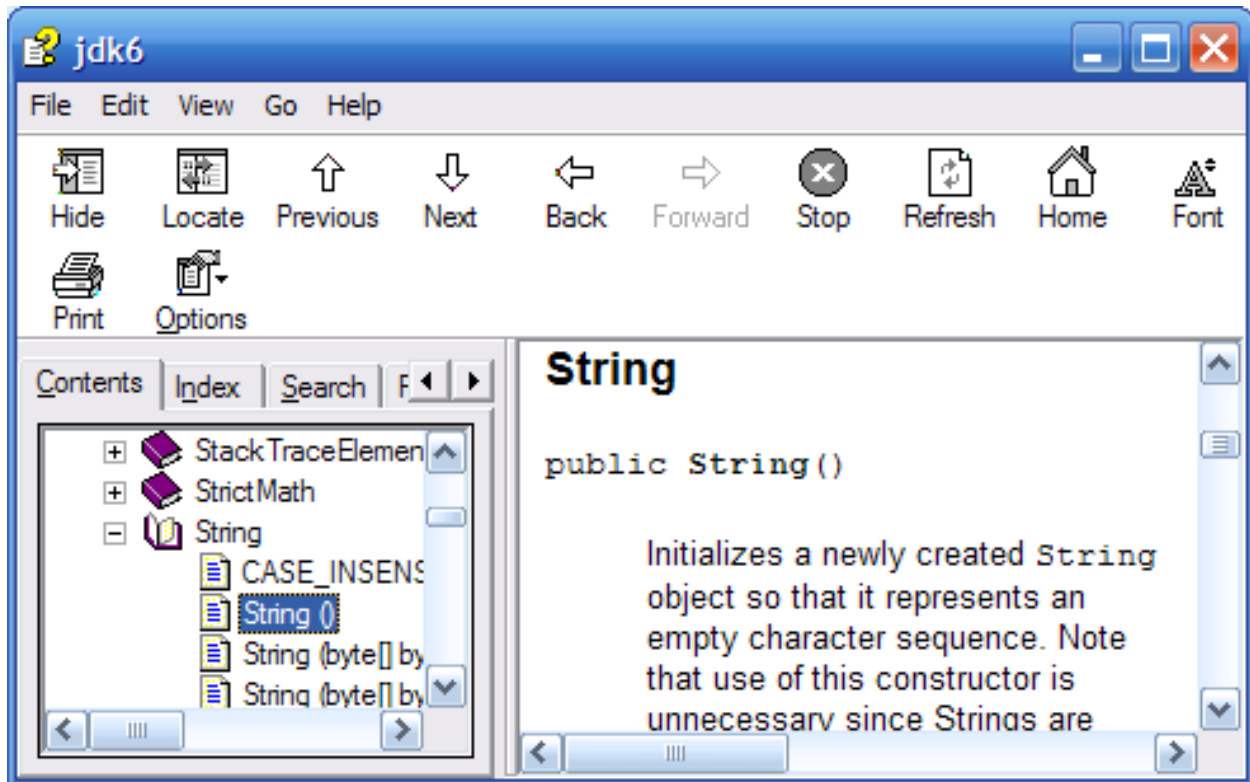 jdk6
File Edit View Go Help
Hide Locate Previous Next Back Forward Stop Refresh Home Font
Print Options
Contents Index Search
StackTraceElemen
StrictMath
String
CASE_INSENS
String ()
String (byte[] by
String (byte[] by
String
public String()
Initializes a newly created String
object so that it represents an
empty character sequence. Note
that use of this constructor is
unnecessary since Strings are